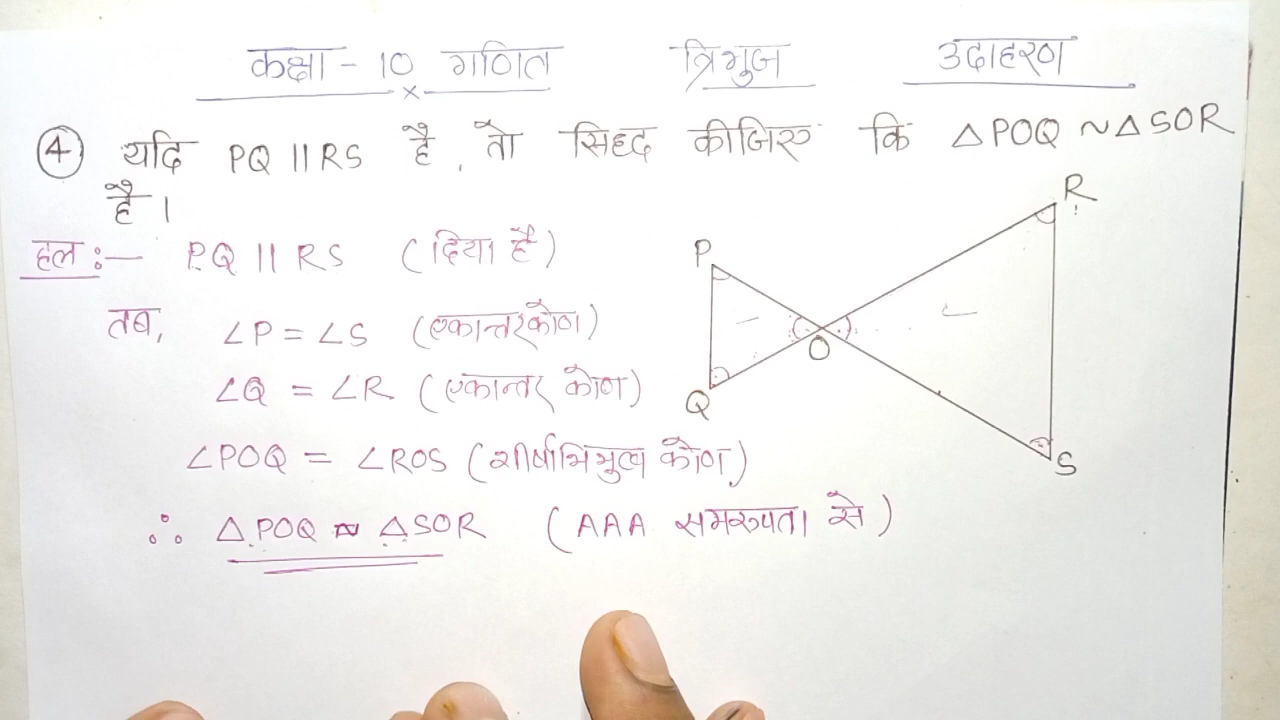 कक्षा - 10 गणित त्रिभुज उदाहरण
4 यदि PQ || RS है, तो सिद्ध कीजिए कि △POQ ~ △SOR
है।
हल :— PQ || RS (दिया है)
तब, ∠P = ∠S (एकान्तर कोण)
∠Q = ∠R (एकान्तर कोण)
∠POQ = ∠ROS (शीर्षाभिमुख कोण)
∴ △POQ ~ △SOR (AAA समरूपता से)
R
P
O
Q
S